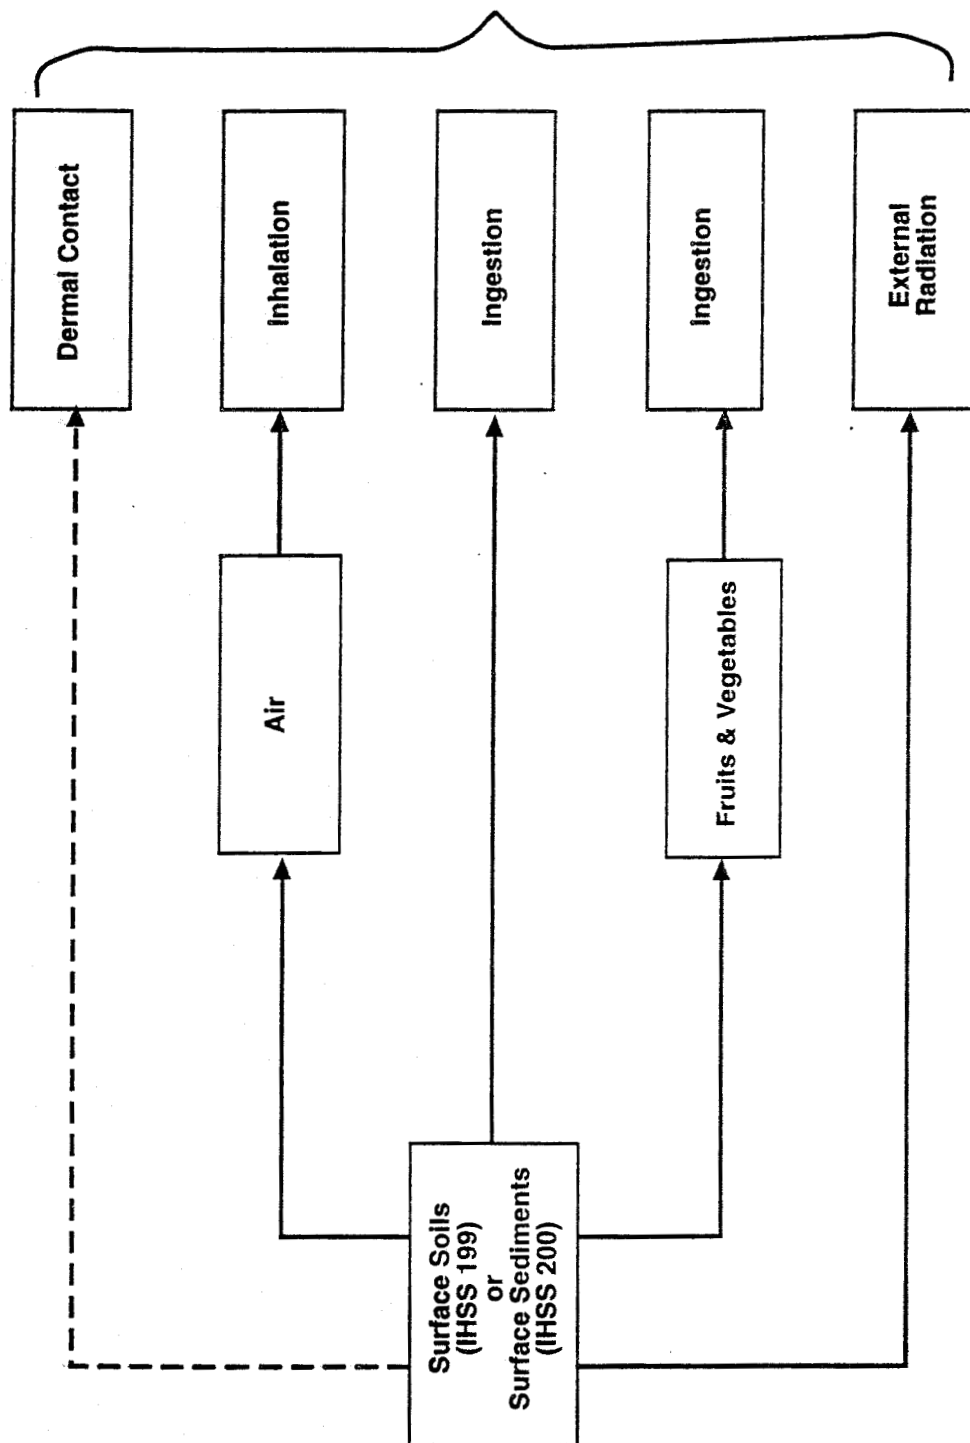 Surface Soils
(IHSS 199)
or
Surface Sediments
(IHSS 200)
Air
Fruits & Vegetables
Dermal Contact
Inhalation
Ingestion
Ingestion
External
Radiation